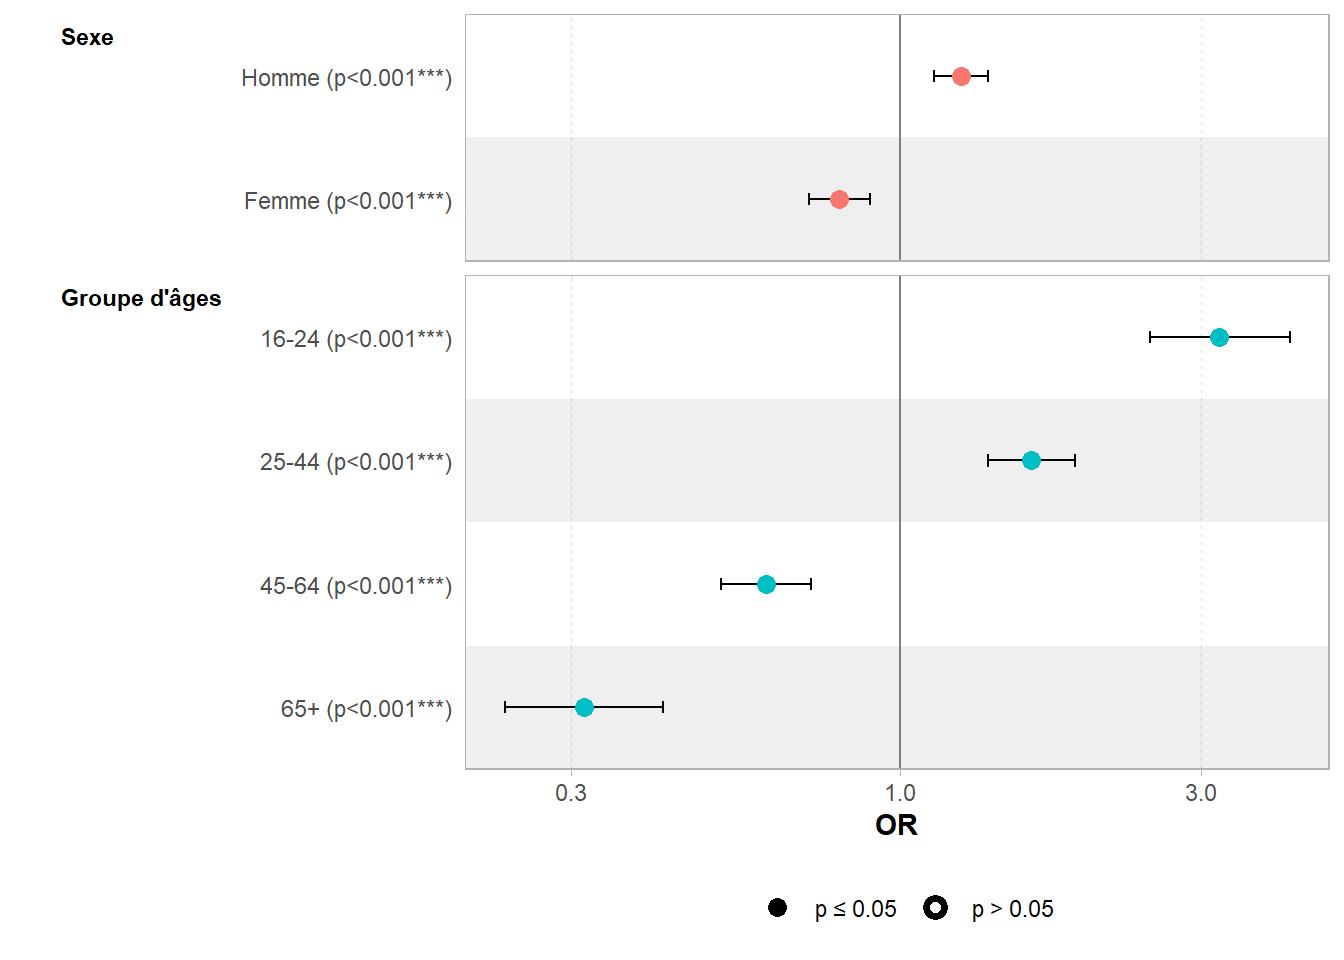 Sexe
Homme (p<0.001***)
Femme (p<0.001***)
Groupe d'âges
16-24 (p<0.001***)
25-44 (p<0.001***)
45-64 (p<0.001***)
65+ (p<0.001***)
0.3 1.0 3.0
OR
p ≤ 0.05 p > 0.05